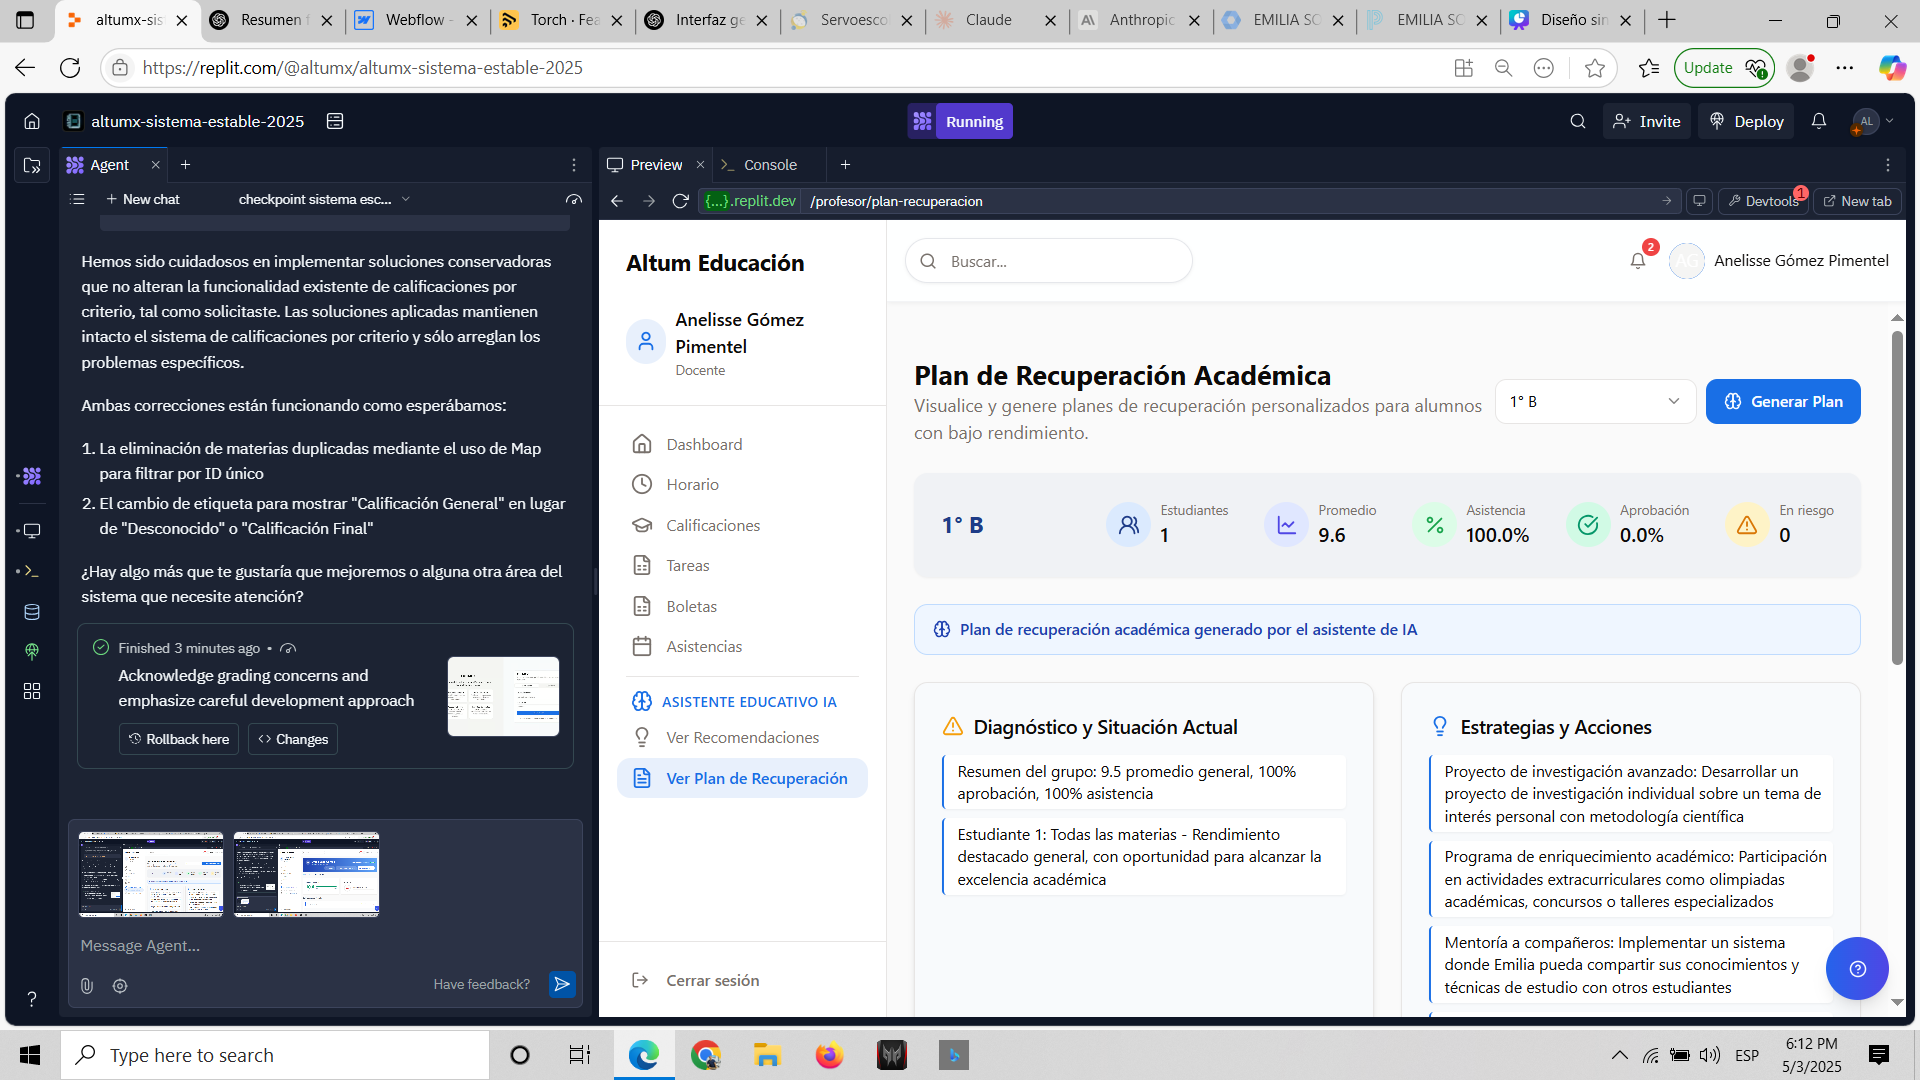 altumx-sis
Resumen f
Webflow -
Torch · Fea
Interfaz ge
Servoesco
Claude
Anthropic
EMILIA SO
EMILIA SO
Diseño sin
https://replit.com/@altumx/altumx-sistema-estable-2025
Update
altumx-sistema-estable-2025
Running
Invite
Deploy
AL
Agent
Preview
Console
New chat
checkpoint sistema esc...
{...}.replit.dev
/profesor/plan-recuperacion
Devtools
1
New tab
Hemos sido cuidadosos en implementar soluciones conservadoras
que no alteran la funcionalidad existente de calificaciones por
criterio, tal como solicitaste. Las soluciones aplicadas mantienen
intacto el sistema de calificaciones por criterio y sólo arreglan los
problemas específicos.
Ambas correcciones están funcionando como esperábamos:
1. La eliminación de materias duplicadas mediante el uso de Map
para filtrar por ID único
2. El cambio de etiqueta para mostrar "Calificación General" en lugar
de "Desconocido" o "Calificación Final"
¿Hay algo más que te gustaría que mejoremos o alguna otra área del
sistema que necesite atención?
Finished 3 minutes ago •
Acknowledge grading concerns and
emphasize careful development approach
Rollback here
Changes
Message Agent...
Have feedback?
Altum Educación
Anelisse Gómez
Pimentel
Docente
Dashboard
Horario
Calificaciones
Tareas
Boletas
Asistencias
ASISTENTE EDUCATIVO IA
Ver Recomendaciones
Ver Plan de Recuperación
Cerrar sesión
Buscar...
2
AG
Anelisse Gómez Pimentel
Plan de Recuperación Académica
Visualice y genere planes de recuperación personalizados para alumnos
con bajo rendimiento.
1° B
Generar Plan
1° B
Estudiantes
1
Promedio
9.6
Asistencia
100.0%
Aprobación
0.0%
En riesgo
0
Plan de recuperación académica generado por el asistente de IA
Diagnóstico y Situación Actual
Resumen del grupo: 9.5 promedio general, 100%
aprobación, 100% asistencia
Estudiante 1: Todas las materias - Rendimiento
destacado general, con oportunidad para alcanzar la
excelencia académica
Estrategias y Acciones
Proyecto de investigación avanzado: Desarrollar un
proyecto de investigación individual sobre un tema de
interés personal con metodología científica
Programa de enriquecimiento académico: Participación
en actividades extracurriculares como olimpiadas
académicas, concursos o talleres especializados
Mentoría a compañeros: Implementar un sistema
donde Emilia pueda compartir sus conocimientos y
técnicas de estudio con otros estudiantes
Type here to search
ESP
6:12 PM
5/3/2025